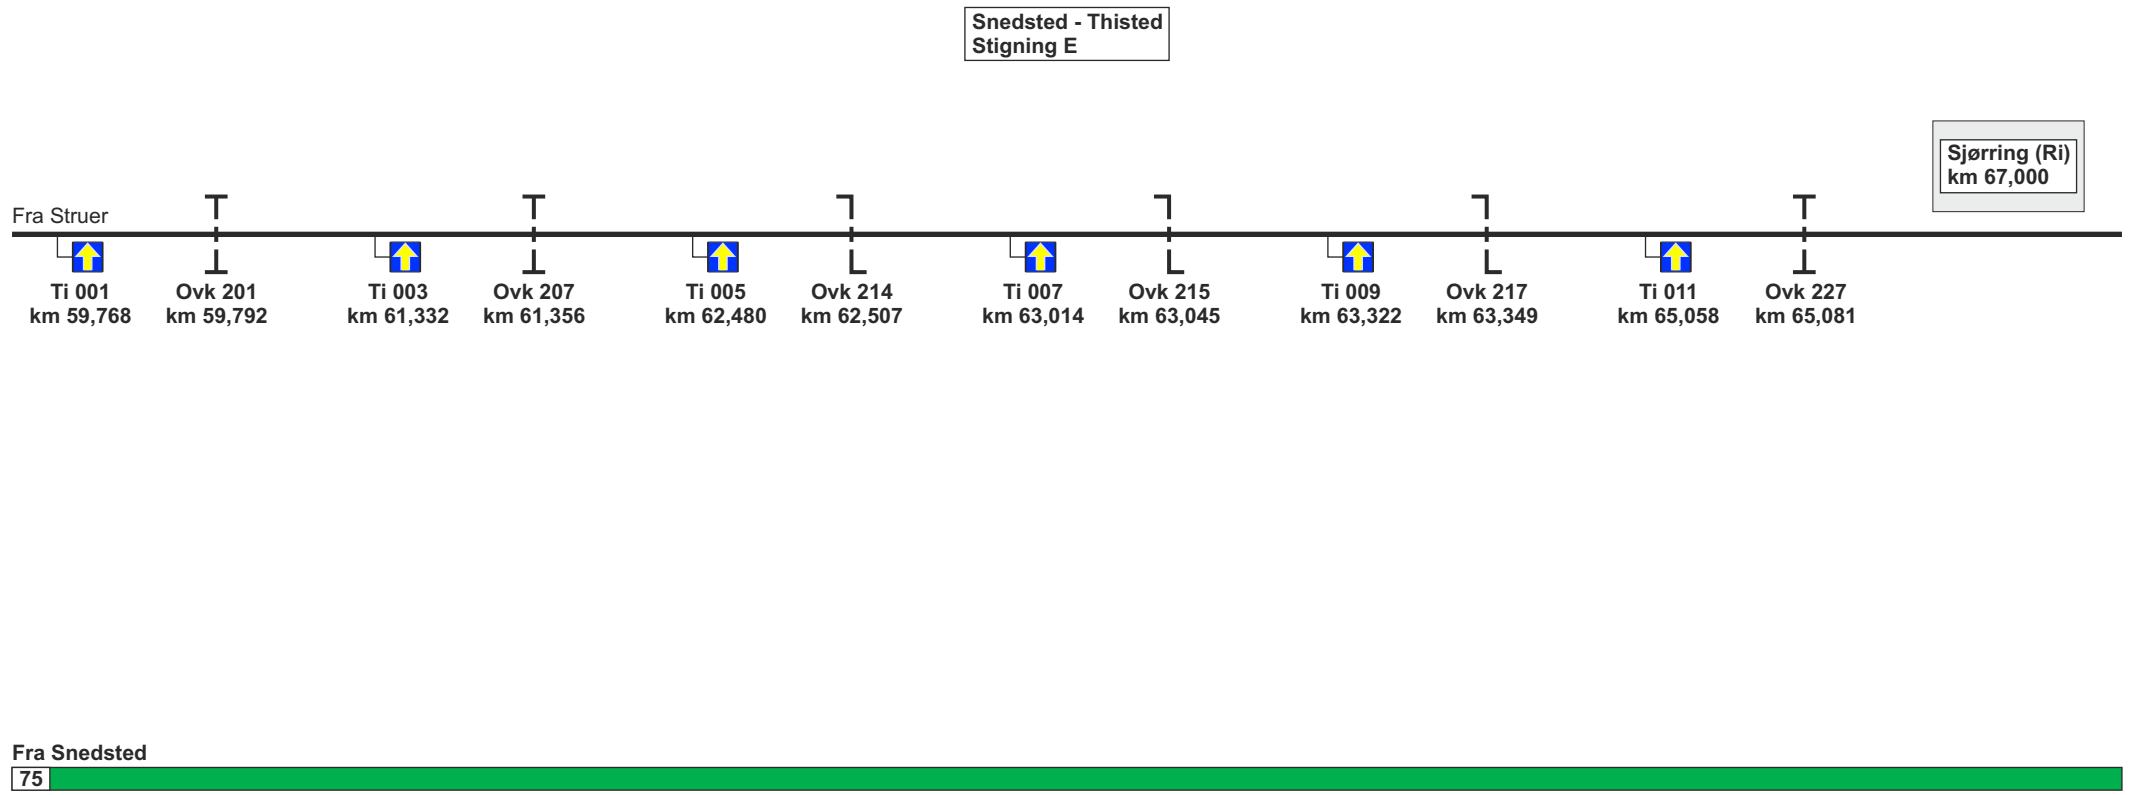 Snedsted - Thisted
Stigning E
Sjørring (Ri)
km 67,000
Fra Struer
Ti 001
km 59,768
Ovk 201
km 59,792
Ti 003
km 61,332
Ovk 207
km 61,356
Ti 005
km 62,480
Ovk 214
km 62,507
Ti 007
km 63,014
Ovk 215
km 63,045
Ti 009
km 63,322
Ovk 217
km 63,349
Ti 011
km 65,058
Ovk 227
km 65,081
Fra Snedsted
75